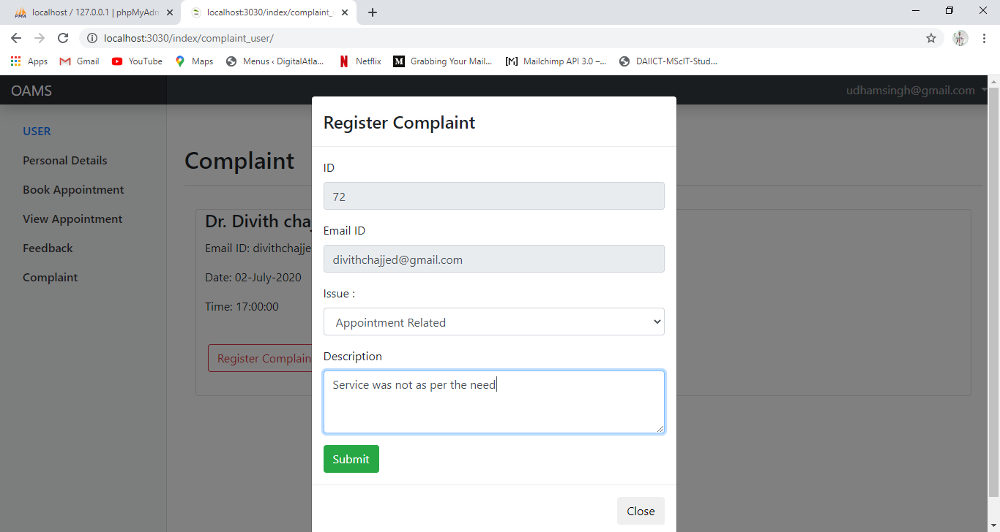 localhost / 127.0.0.1 | phpMyAdm
localhost:3030/index/complaint_u
localhost:3030/index/complaint_user/
Apps
Gmail
YouTube
Maps
Menus ‹ DigitalAtla...
Netflix
Grabbing Your Mail...
Mailchimp API 3.0 –...
DAIICT-MScIT-Stud...
OAMS
udhamsingh@gmail.com
USER
Personal Details
Book Appointment
View Appointment
Feedback
Complaint
Complaint
Dr. Divith cha
Email ID: divithchajje
Date: 02-July-2020
Time: 17:00:00
Register Complain
Register Complaint
ID
72
Email ID
divithchajjed@gmail.com
Issue :
Appointment Related
Description
Service was not as per the need
Submit
Close